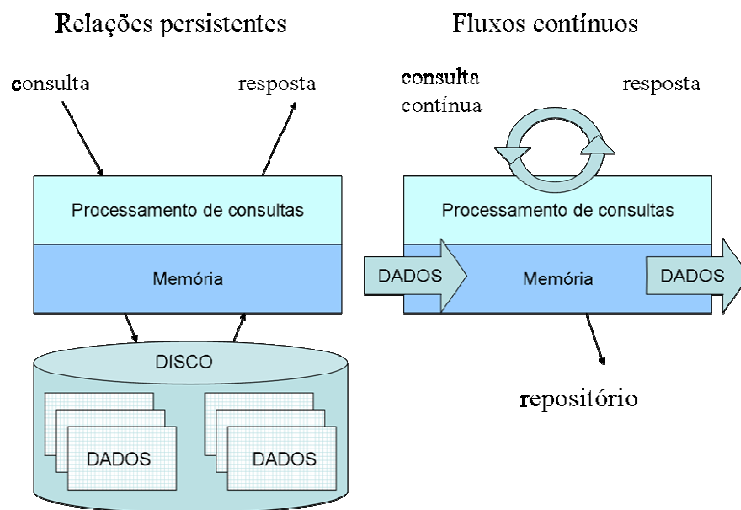 Relações persistentes
consulta
resposta
Processamento de consultas
Memória
DISCO
DADOS
DADOS
Fluxos contínuos
consulta
contínua
resposta
Processamento de consultas
DADOS
Memória
DADOS
repositório